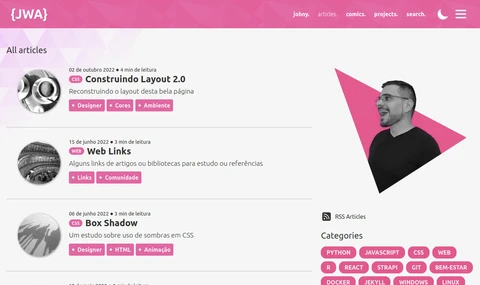 {JWA}
johny. articles comics. projects. search.
All articles
02 de outubro 2022 • 4 min de leitura
CSS Construindo Layout 2.0
Reconstruindo o layout desta bela página
+ Designer + Cores + Ambiente
15 de junho 2022 • 3 min de leitura
WEB Web Links
Alguns links de artigos ou bibliotecas para estudo ou referências
+ Links + Comunidade
06 de junho 2022 • 3 min de leitura
CSS Box Shadow
Um estudo sobre uso de sombras em CSS
+ Designer + HTML + Animação
RSS Articles
Categories
PYTHON JAVASCRIPT CSS WEB
R REACT STRAPI GIT BEM-ESTAR
DOCKER JEKYLL WINDOWS LINUX